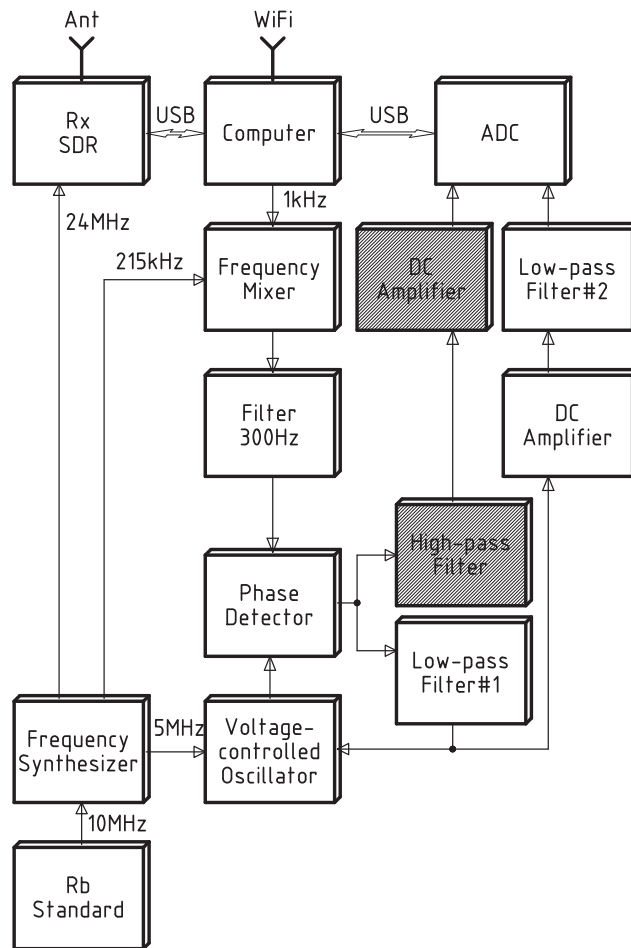 Ant
WiFi
Rx
SDR
USB
Computer
USB
ADC
1kHz
24MHz
215kHz
Frequency
Mixer
DC
Amplifier
Low-pass
Filter#2
Filter
300Hz
DC
Amplifier
High-pass
Filter
Phase
Detector
Low-pass
Filter#1
Frequency
Synthesizer
5MHz
Voltage-
controlled
Oscillator
10MHz
Rb
Standard